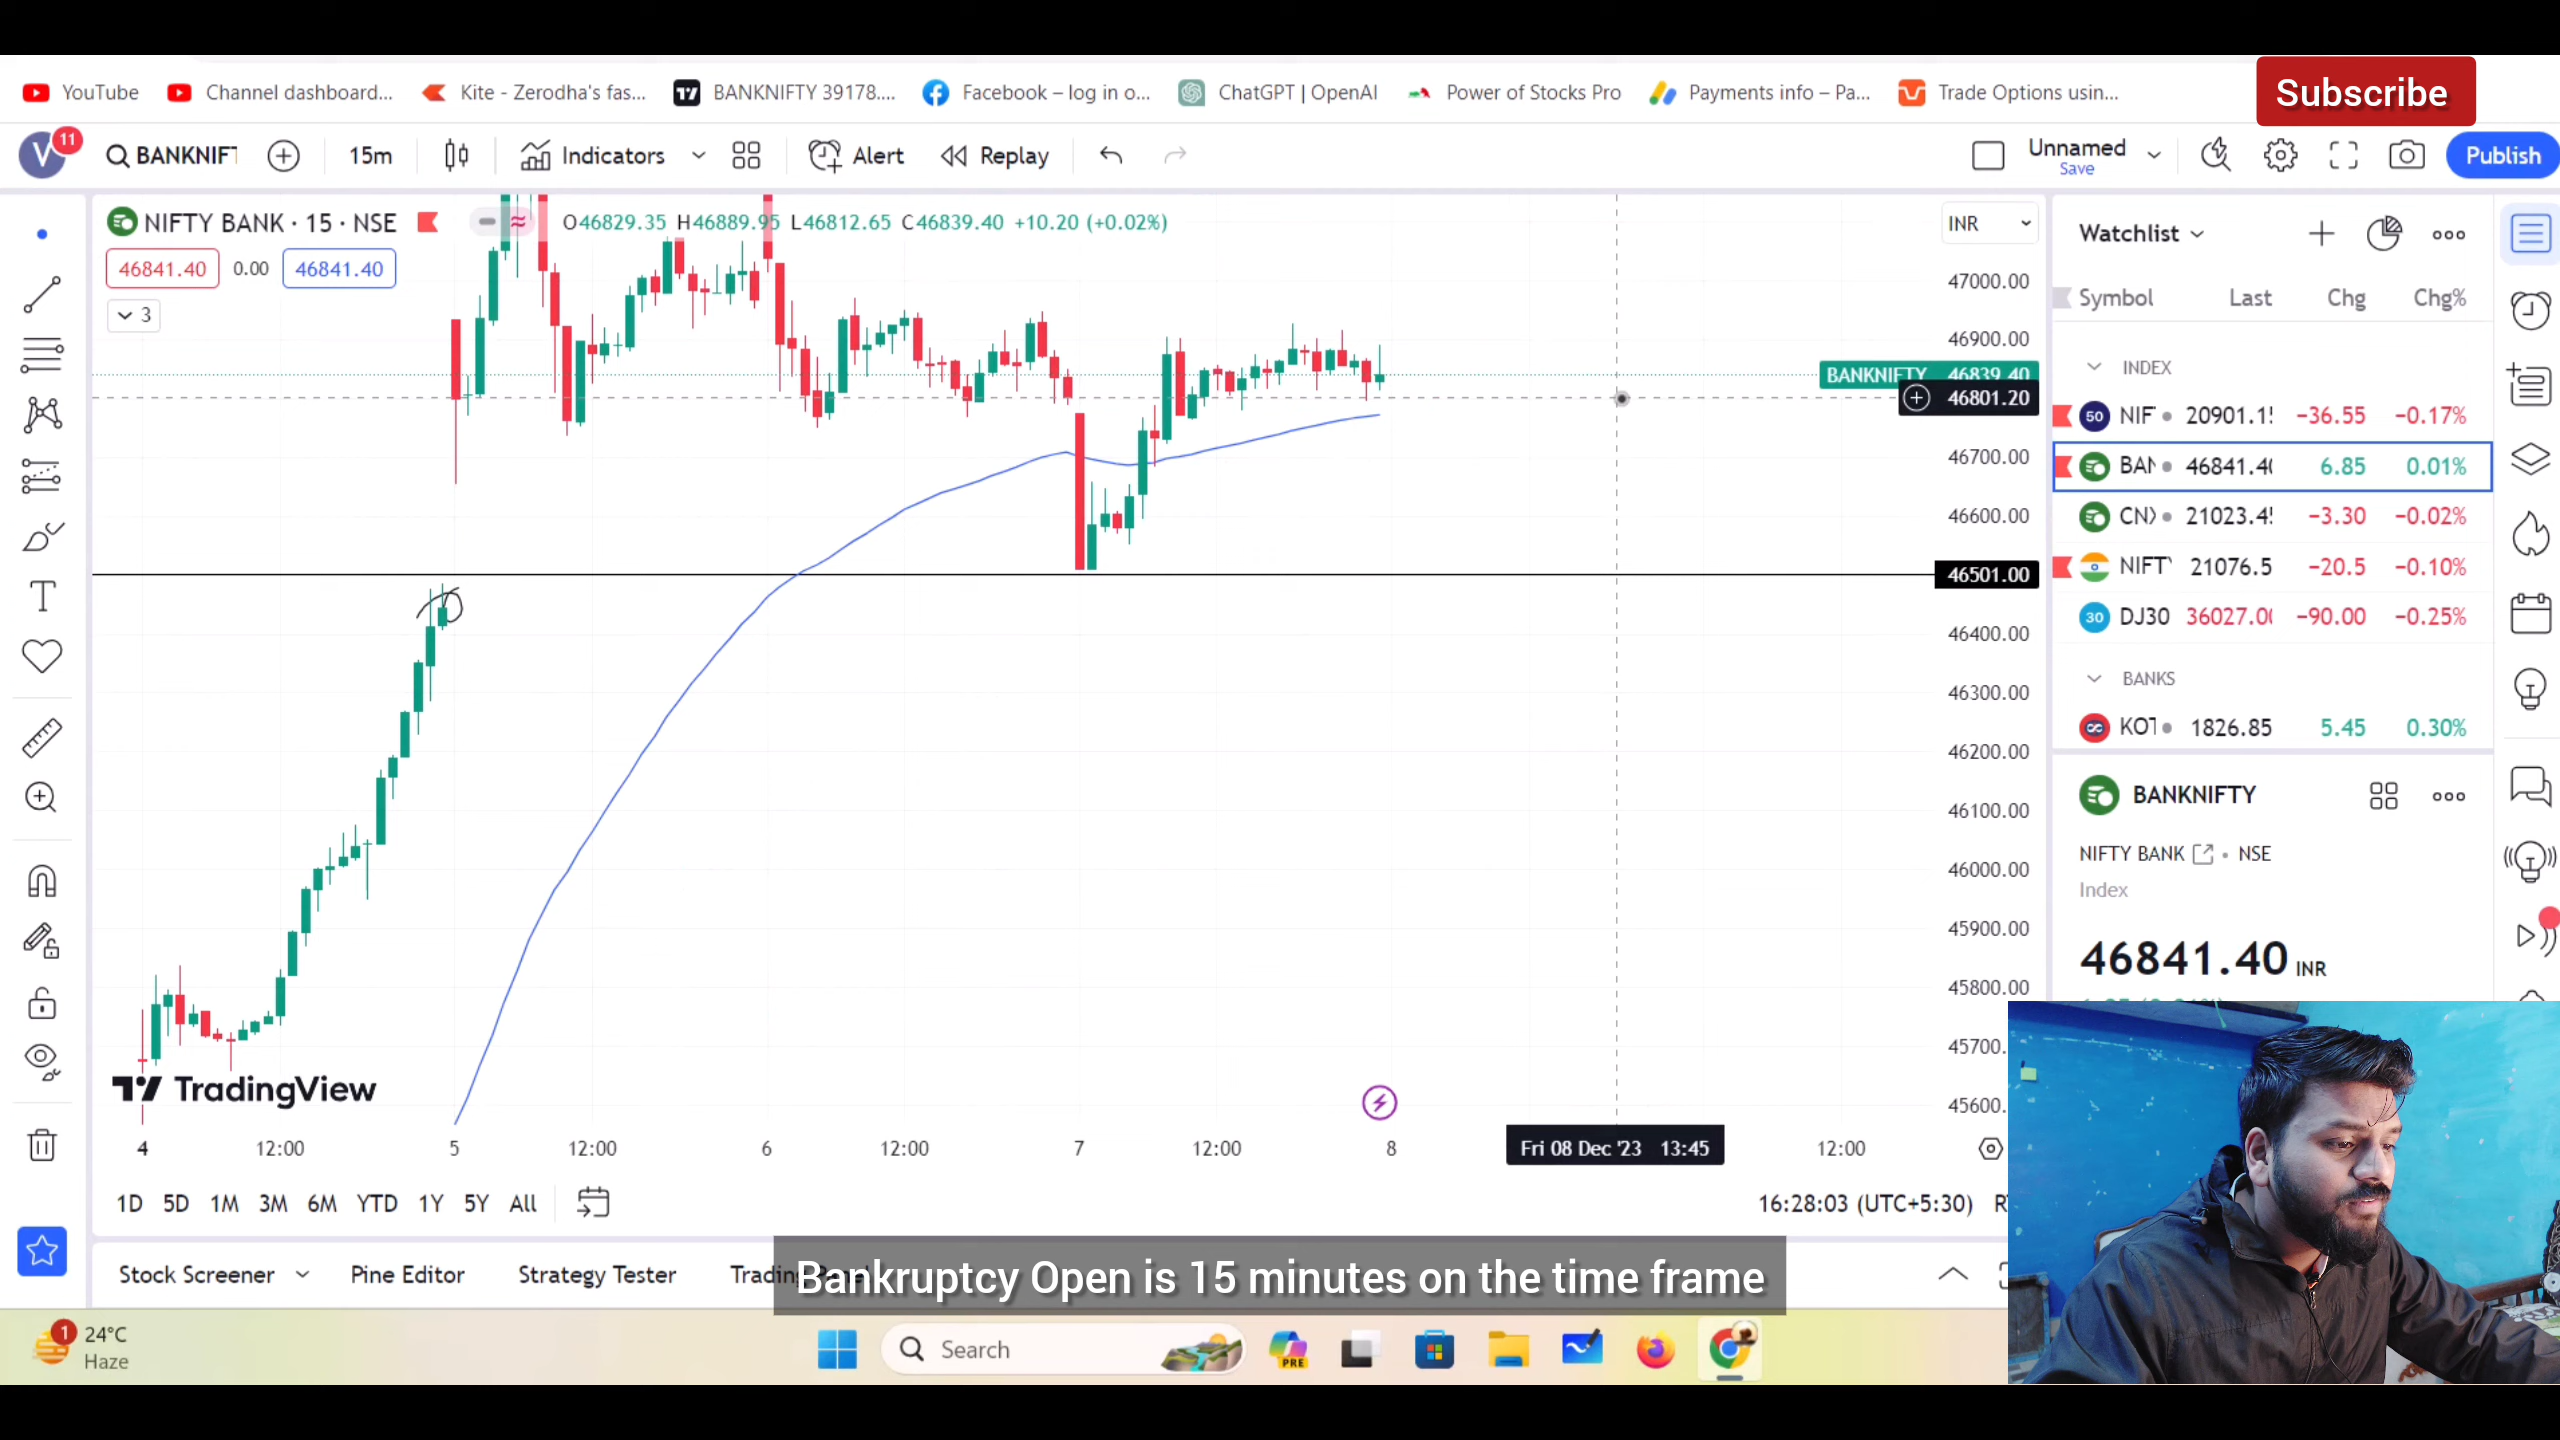 YouTube Channel dashboard... Kite - Zerodha's fas... BANKNIFTY 39178.... Facebook – log in o... ChatGPT | OpenAI Power of Stocks Pro Payments info – Pa... Trade Options usin... Subscribe
V 11 BANKNIFT 15m Indicators Alert Replay Unnamed Save Publish
NIFTY BANK · 15 · NSE O46829.35 H46889.95 L46812.65 C46839.40 +10.20 (+0.02%) INR
46841.40 0.00 46841.40
3
47000.00
46900.00
BANKNIFTY 46839.40
46801.20
46700.00
46600.00
46501.00
46400.00
46300.00
46200.00
46100.00
46000.00
45900.00
45800.00
45700.
45600.
TradingView
4 12:00 5 12:00 6 12:00 7 12:00 8 Fri 08 Dec '23 13:45 12:00
1D 5D 1M 3M 6M YTD 1Y 5Y All 16:28:03 (UTC+5:30)
Watchlist
Symbol Last Chg Chg%
INDEX
50 NIF 20901.1 −36.55 −0.17%
BAN 46841.40 6.85 0.01%
CNX 21023.4 −3.30 −0.02%
NIFTY 21076.5 −20.5 −0.10%
30 DJ30 36027.00 −90.00 −0.25%
BANKS
KOT 1826.85 5.45 0.30%
BANKNIFTY
NIFTY BANK · NSE
Index
46841.40 INR
Stock Screener Pine Editor Strategy Tester Trading
Bankruptcy Open is 15 minutes on the time frame
1 24°C
Haze
Search
PRE